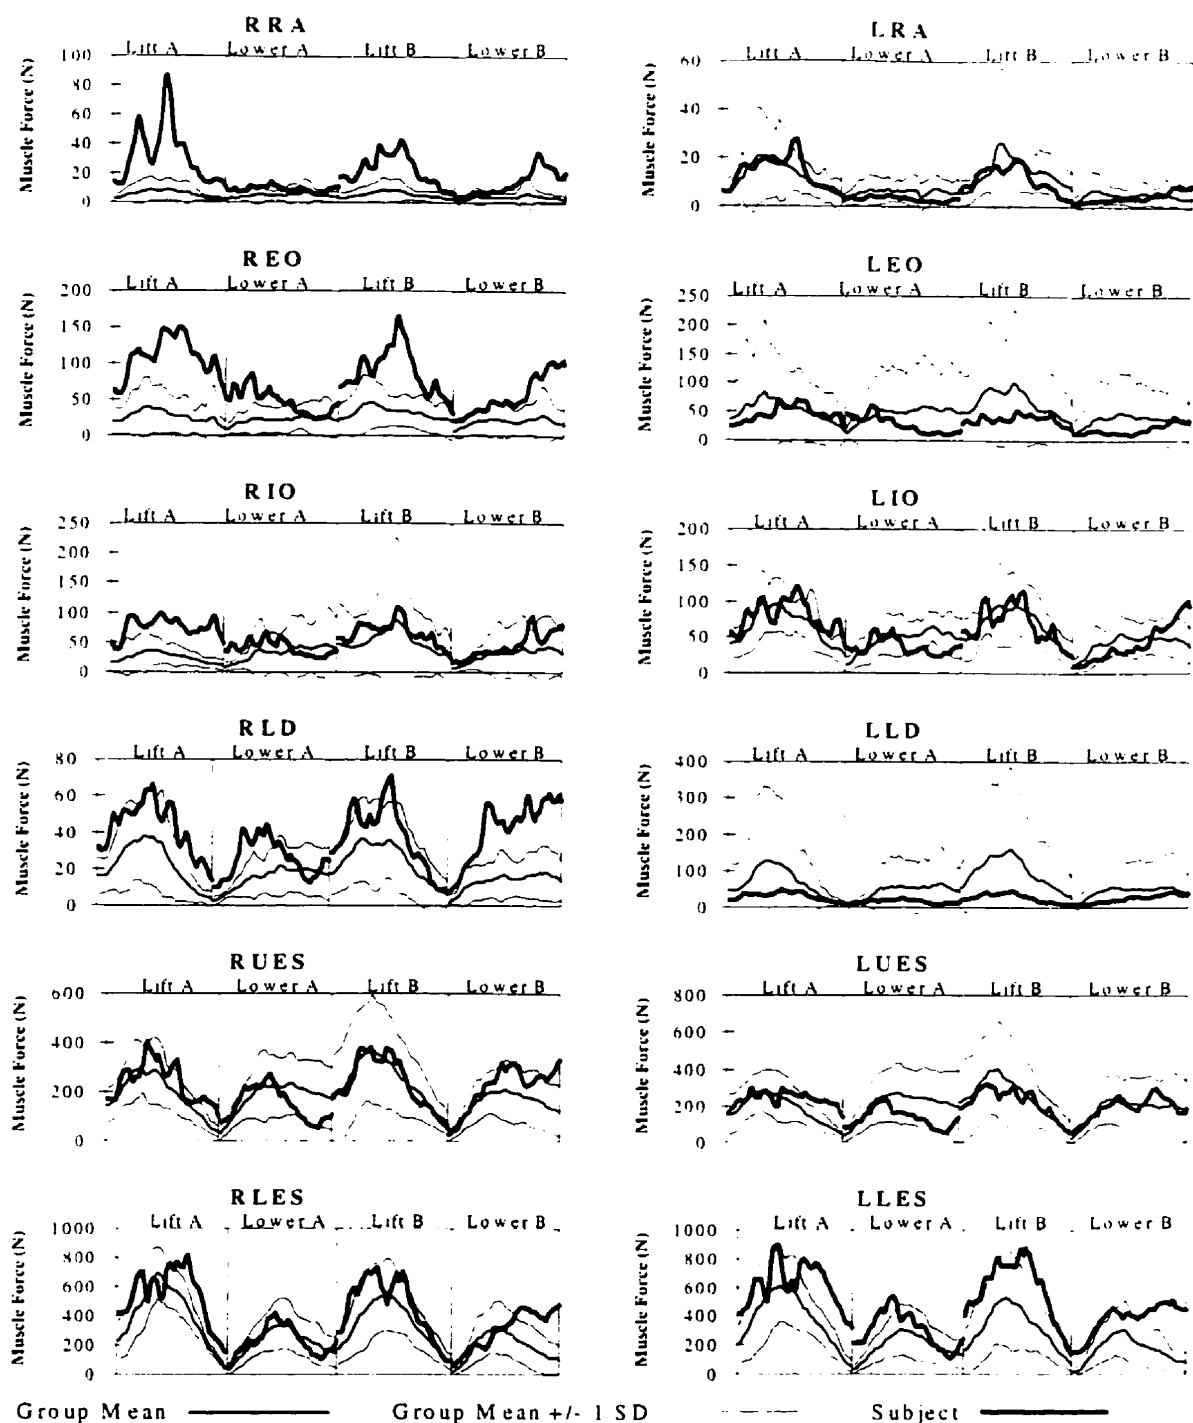 RRA
Lift A Lower A Lift B Lower B
Muscle Force (N)
100
80
60
40
20
0
LRA
Lift A Lower A Lift B Lower B
Muscle Force (N)
60
40
20
0
REO
Lift A Lower A Lift B Lower B
Muscle Force (N)
200
150
100
50
0
LEO
Lift A Lower A Lift B Lower B
Muscle Force (N)
250
200
150
100
50
0
RIO
Lift A Lower A Lift B Lower B
Muscle Force (N)
250
200
150
100
50
0
LIO
Lift A Lower A Lift B Lower B
Muscle Force (N)
200
150
100
50
0
RLD
Lift A Lower A Lift B Lower B
Muscle Force (N)
80
60
40
20
0
LLD
Lift A Lower A Lift B Lower B
Muscle Force (N)
400
300
200
100
0
RUES
Lift A Lower A Lift B Lower B
Muscle Force (N)
600
400
200
0
LUES
Lift A Lower A Lift B Lower B
Muscle Force (N)
800
600
400
200
0
RLES
Lift A Lower A Lift B Lower B
Muscle Force (N)
1000
800
600
400
200
0
LLES
Lift A Lower A Lift B Lower B
Muscle Force (N)
1000
800
600
400
200
0
Group Mean Group Mean +/- 1 SD Subject